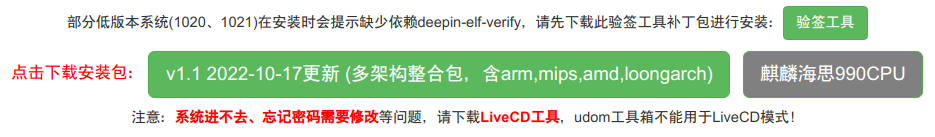 部分低版本系统(1020、1021)在安装时会提示缺少依赖deepin-elf-verify，请先下载此验签工具补丁包进行安装： 验签工具
点击下载安装包： v1.1 2022-10-17更新 (多架构整合包，含arm,mips,amd,loongarch) 麒麟海思990CPU
注意：系统进不去、忘记密码需要修改等问题，请下载LiveCD工具，udom工具箱不能用于LiveCD模式！